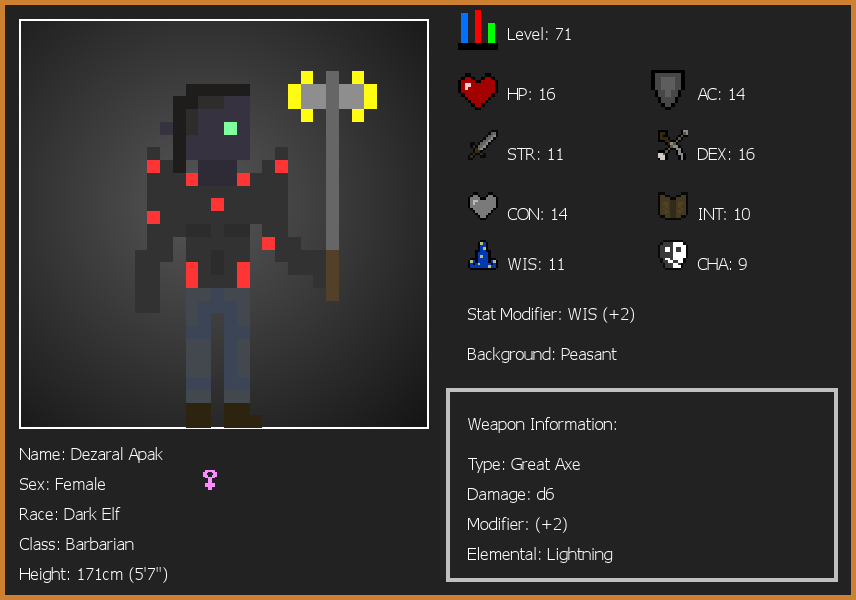 Level: 71
HP: 16
AC: 14
STR: 11
DEX: 16
CON: 14
INT: 10
WIS: 11
CHA: 9
Stat Modifier: WIS (+2)
Background: Peasant
Weapon Information:
Type: Great Axe
Damage: d6
Modifier: (+2)
Elemental: Lightning
Name: Dezaral Apak
Sex: Female
Race: Dark Elf
Class: Barbarian
Height: 171cm (5'7")